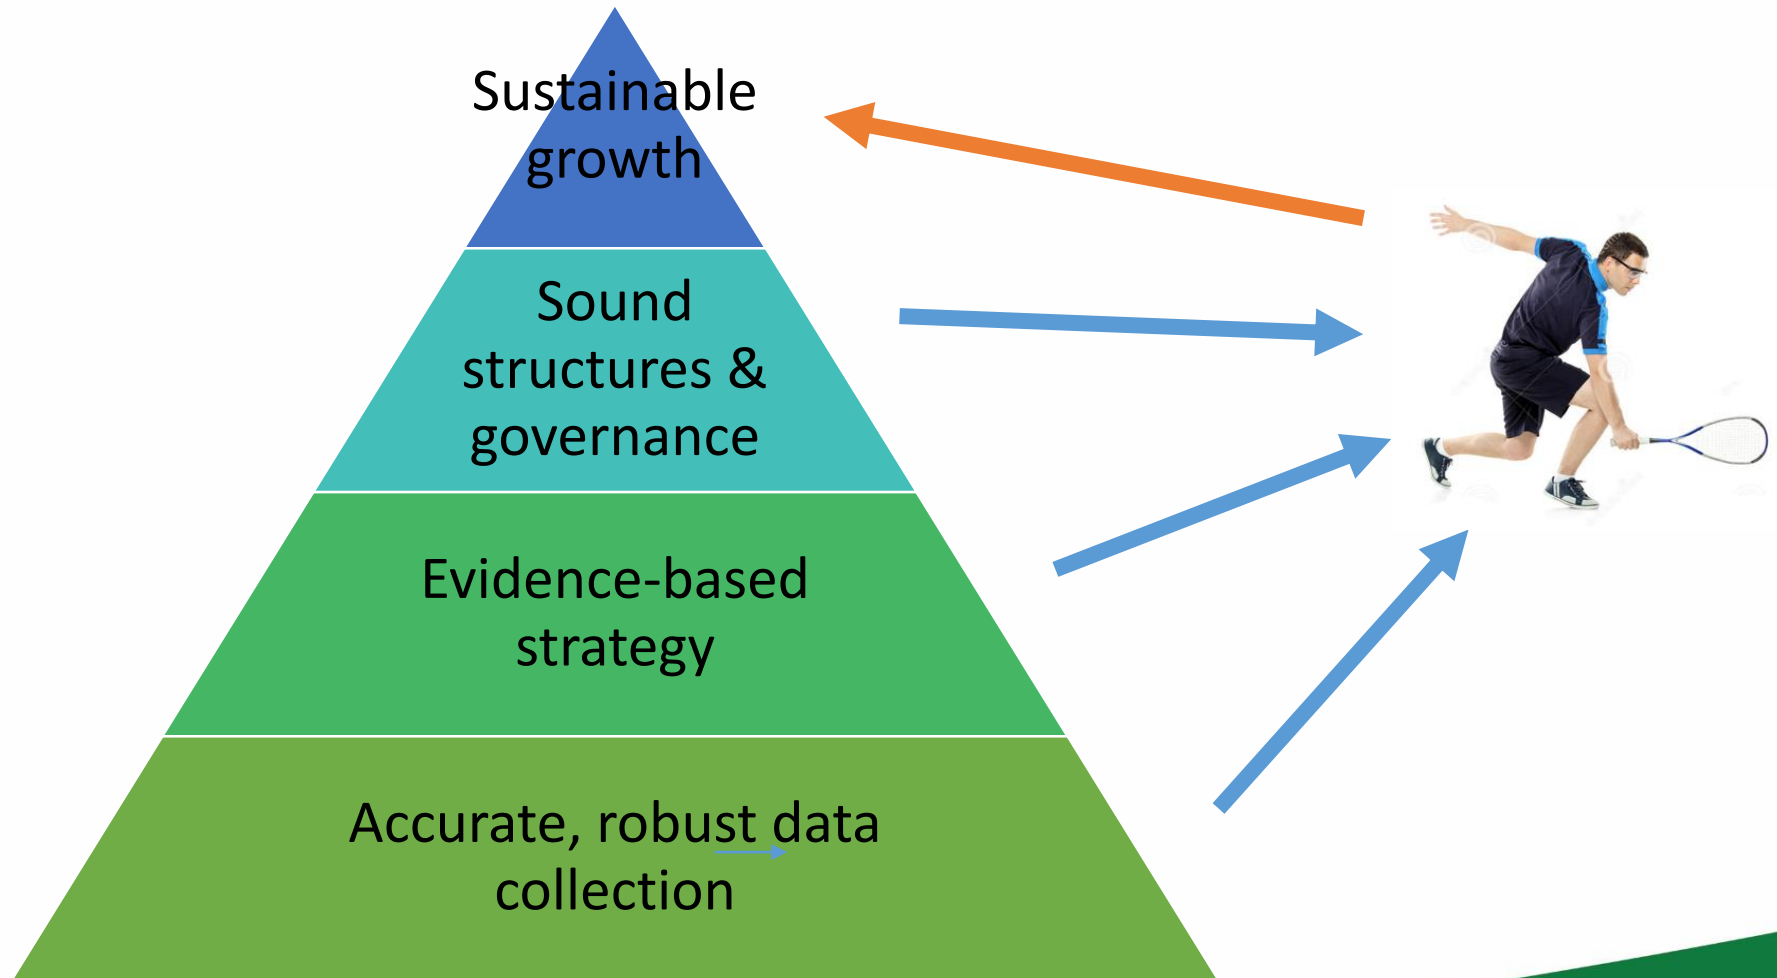 Sustainable
growth
Sound
structures &
governance
Evidence-based
strategy
Accurate, robust data
collection